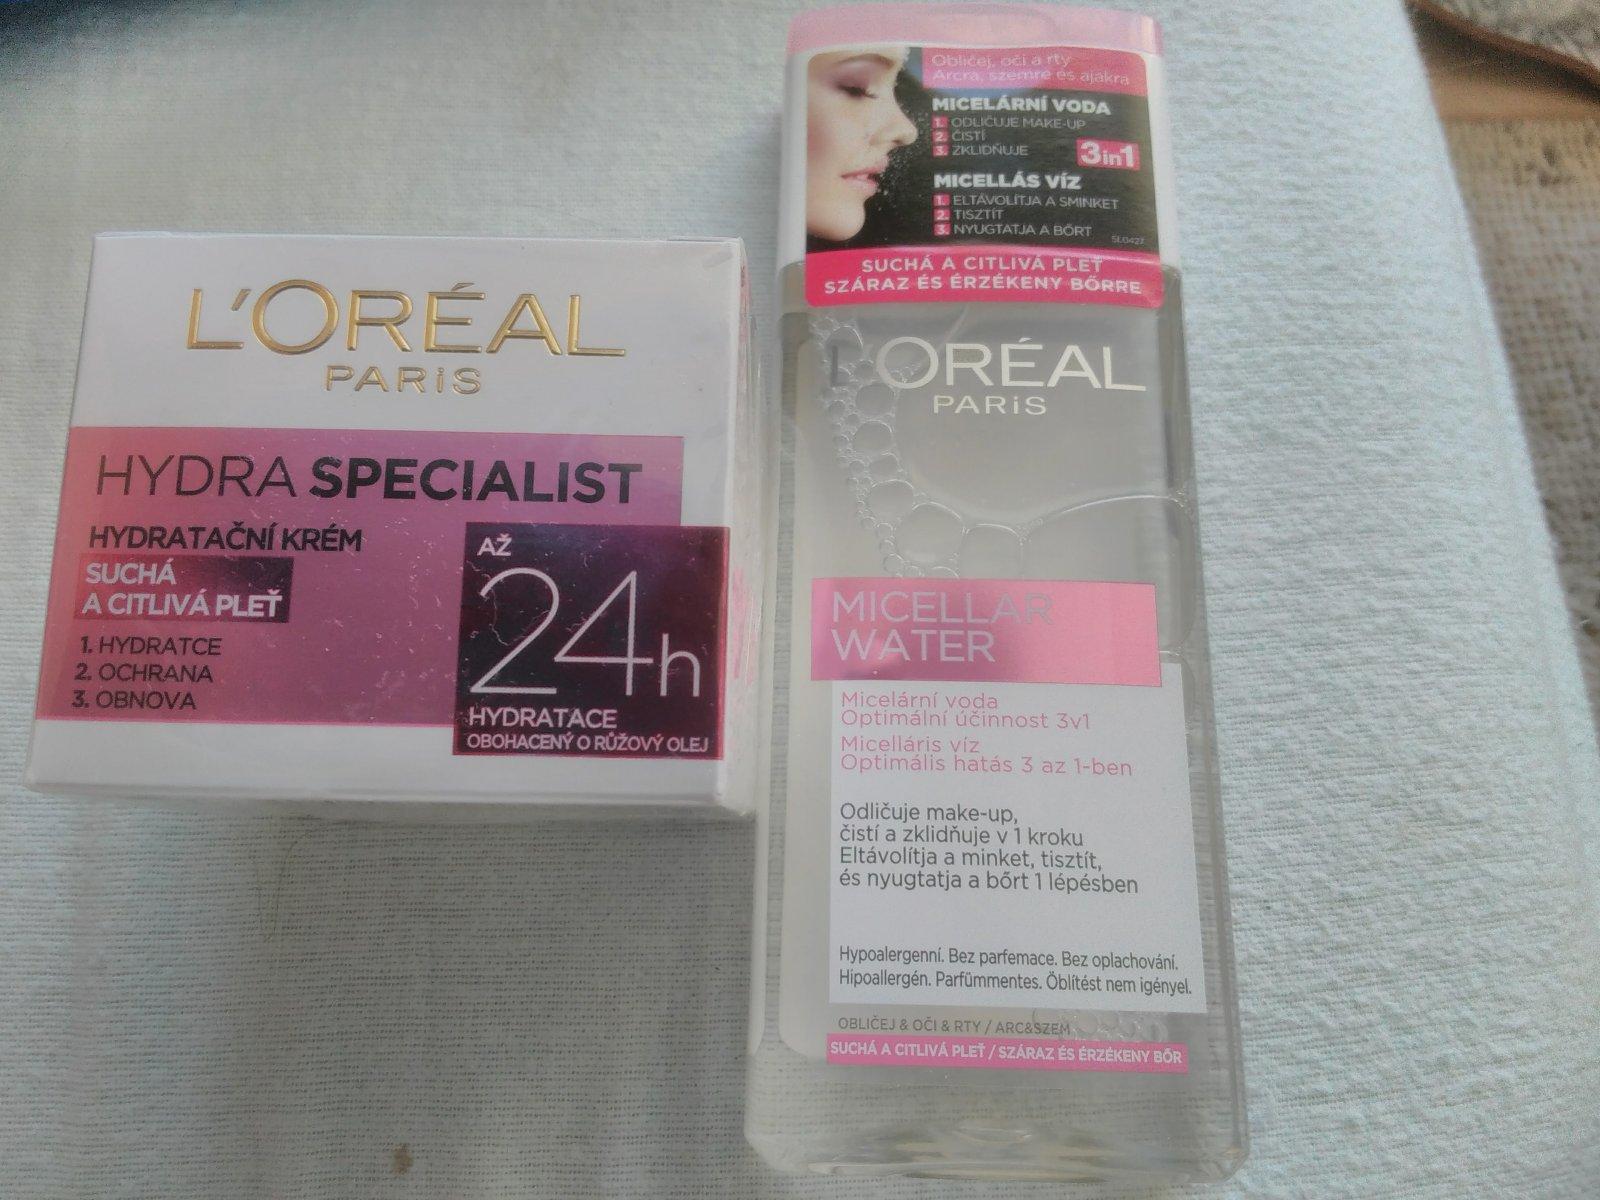 L'ORÉAL
PARiS
HYDRA SPECIALIST
HYDRATAČNÍ KRÉM
SUCHÁ
A CITLIVÁ PLEŤ
1. HYDRATCE
2. OCHRANA
3. OBNOVA
AŽ
24h
HYDRATACE
OBOHACENÝ O RŮŽOVÝ OLEJ
Obličej, oči a rty
Arcra, szemre és ajakra
MICELÁRNÍ VODA
1. ODLIČUJE MAKE-UP
2. ČISTÍ
3. ZKLIDŇUJE
3in1
MICELLÁS VÍZ
1. ELTÁVOLÍTJA A SMINKET
2. TISZTÍT
3. NYUGTATJA A BŐRT
SUCHÁ A CITLIVÁ PLEŤ
SZÁRAZ ÉS ÉRZÉKENY BŐRRE
L'ORÉAL
PARiS
MICELLAR
WATER
Micelární voda
Optimální účinnost 3v1
Micelláris víz
Optimális hatás 3 az 1-ben
Odličuje make-up,
čistí a zklidňuje v 1 kroku
Eltávolítja a minket, tisztít,
és nyugtatja a bőrt 1 lépésben
Hypoalergenní. Bez parfemace. Bez oplachování.
Hipoallergén. Parfümmentes. Öblítést nem igényel.
OBLIČEJ & OČI & RTY / ARC&SZEM
SUCHÁ A CITLIVÁ PLEŤ / SZÁRAZ ÉS ÉRZÉKENY BŐR